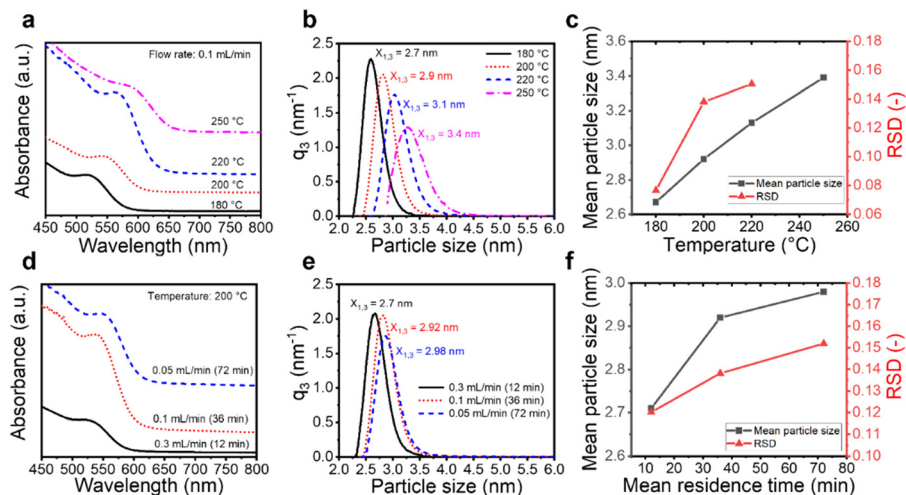 a
Absorbance (a.u.)
Flow rate: 0.1 mL/min
250 °C
220 °C
200 °C
180 °C
450 500 550 600 650 700 750 800
Wavelength (nm)
b
q3 (nm-1)
2.5
2.0
1.5
1.0
0.5
0.0
X1,3 = 2.7 nm
X1,3 = 2.9 nm
X1,3 = 3.1 nm
X1,3 = 3.4 nm
180 °C
200 °C
220 °C
250 °C
2.0 2.5 3.0 3.5 4.0 4.5 5.0 5.5 6.0
Particle size (nm)
c
Mean particle size (nm)
3.6
3.4
3.2
3.0
2.8
2.6
Mean particle size
RSD
0.18
0.16
0.14
0.12
0.10
0.08
0.06
RSD (-)
180 200 220 240 260
Temperature (°C)
d
Absorbance (a.u.)
Temperature: 200 °C
0.05 mL/min (72 min)
0.1 mL/min (36 min)
0.3 mL/min (12 min)
450 500 550 600 650 700 750 800
Wavelength (nm)
e
q3 (nm-1)
2.5
2.0
1.5
1.0
0.5
0.0
X1,3 = 2.7 nm
X1,3 = 2.92 nm
X1,3 = 2.98 nm
0.3 mL/min (12 min)
0.1 mL/min (36 min)
0.05 mL/min (72 min)
2.0 2.5 3.0 3.5 4.0 4.5 5.0 5.5 6.0
Particle size (nm)
f
Mean particle size (nm)
3.0
2.9
2.8
2.7
2.6
Mean particle size
RSD
0.18
0.17
0.16
0.15
0.14
0.13
0.12
0.11
0.10
RSD (-)
10 20 30 40 50 60 70 80
Mean residence time (min)